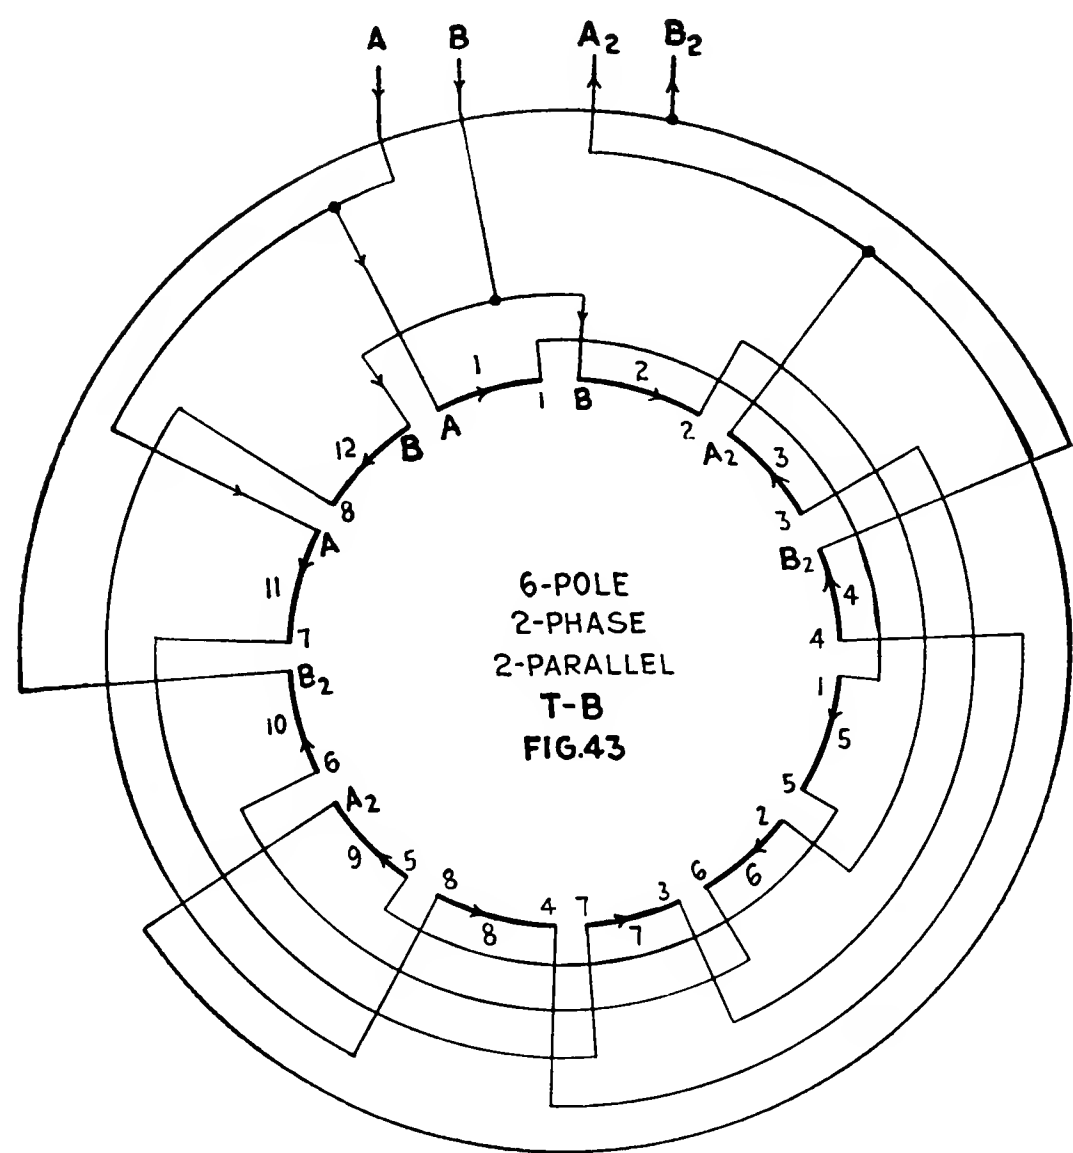 A B A₂ B₂
1 2
1 B
A 2
12 B A₂ 3
8 3
A B₂
11 4
7 4
6-POLE
2-PHASE
2-PARALLEL
T-B
FIG.43
B₂ 1
10 5
6 5
A₂ 2
9 5 6 6
8 4 7 3
8 7